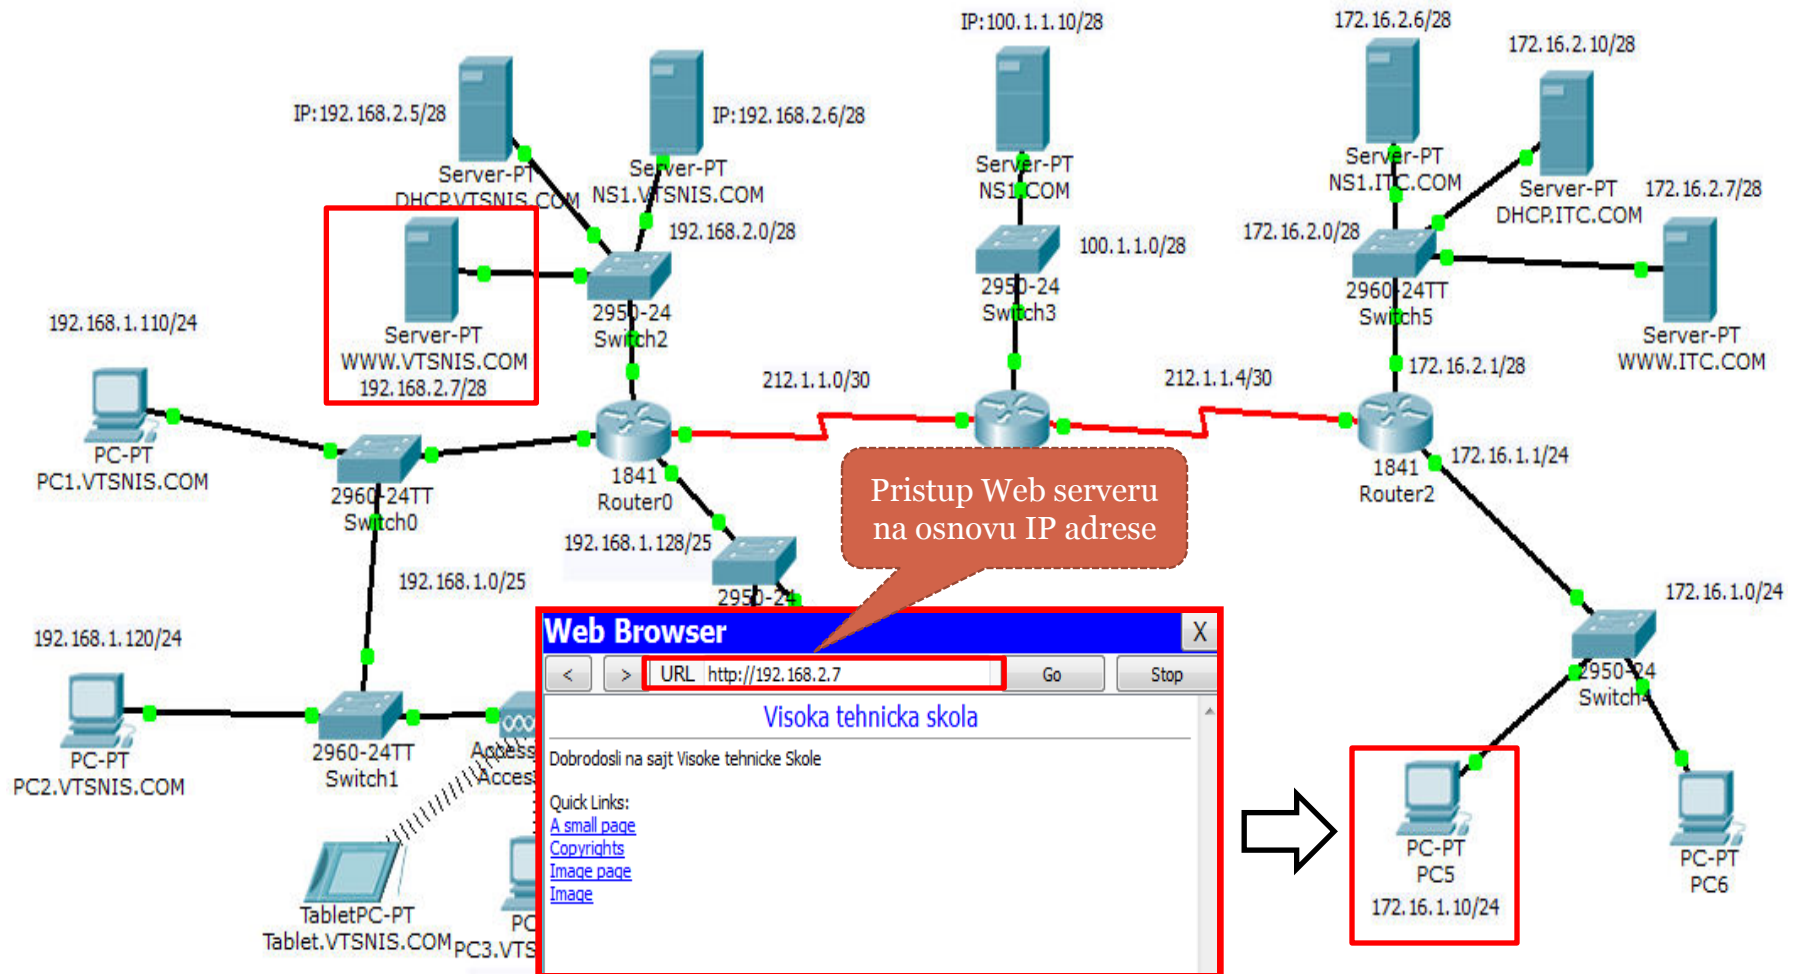 IP:100.1.1.10/28
172.16.2.6/28
172.16.2.10/28
IP:192.168.2.5/28
IP:192.168.2.6/28
Server-PT
DHCP.VTSNIS.COM
Server-PT
NS1.VTSNIS.COM
Server-PT
NS1.COM
Server-PT
NS1.ITC.COM
Server-PT
DHCP.ITC.COM
172.16.2.7/28
192.168.2.0/28
100.1.1.0/28
172.16.2.0/28
2950-24
Switch2
2950-24
Switch3
2960-24TT
Switch5
Server-PT
WWW.VTSNIS.COM
192.168.2.7/28
Server-PT
WWW.ITC.COM
192.168.1.110/24
212.1.1.0/30
212.1.1.4/30
172.16.2.1/28
PC-PT
PC1.VTSNIS.COM
2960-24TT
Switch0
1841
Router0
1841
Router2
172.16.1.1/24
Pristup Web serveru
na osnovu IP adrese
192.168.1.128/25
192.168.1.0/25
2950-24
172.16.1.0/24
192.168.1.120/24
2950-24
Switch4
PC-PT
PC2.VTSNIS.COM
2960-24TT
Switch1
Access
Acces
TabletPC-PT
Tablet.VTSNIS.COM
PC
PC3.VTS
Web Browser
X
<
>
URL
http://192.168.2.7
Go
Stop
Visoka tehnicka skola
Dobrodosli na sajt Visoke tehnicke Skole
Quick Links:
A small page
Copyrights
Image page
Image
PC-PT
PC5
172.16.1.10/24
PC-PT
PC6